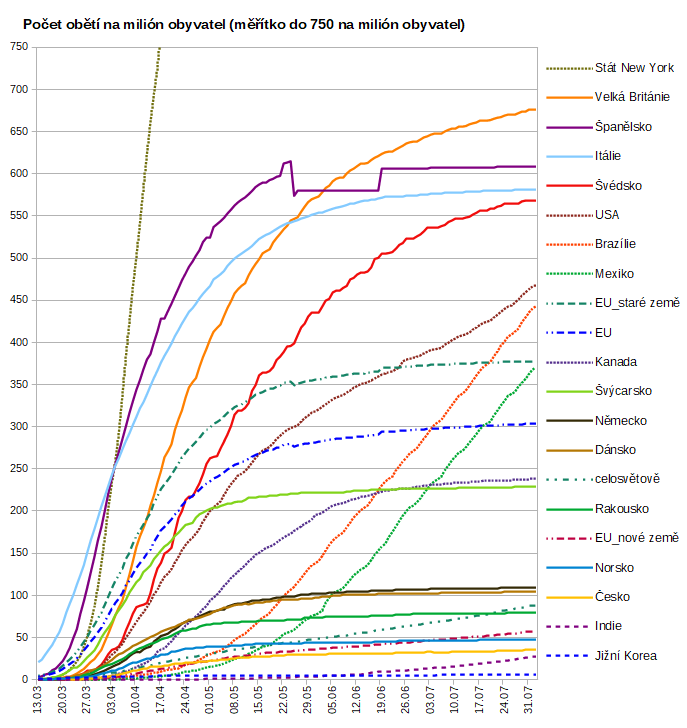 Počet obětí na milión obyvatel (měřítko do 750 na milión obyvatel)
750
700
650
600
550
500
450
400
350
300
250
200
150
100
50
0
13.03
20.03
27.03
03.04
10.04
17.04
24.04
01.05
08.05
15.05
22.05
29.05
05.06
12.06
19.06
26.06
03.07
10.07
17.07
24.07
31.07
Stát New York
Velká Británie
Španělsko
Itálie
Švédsko
USA
Brazílie
Mexiko
EU_staré země
EU
Kanada
Švýcarsko
Německo
Dánsko
celosvětově
Rakousko
EU_nové země
Norsko
Česko
Indie
Jižní Korea